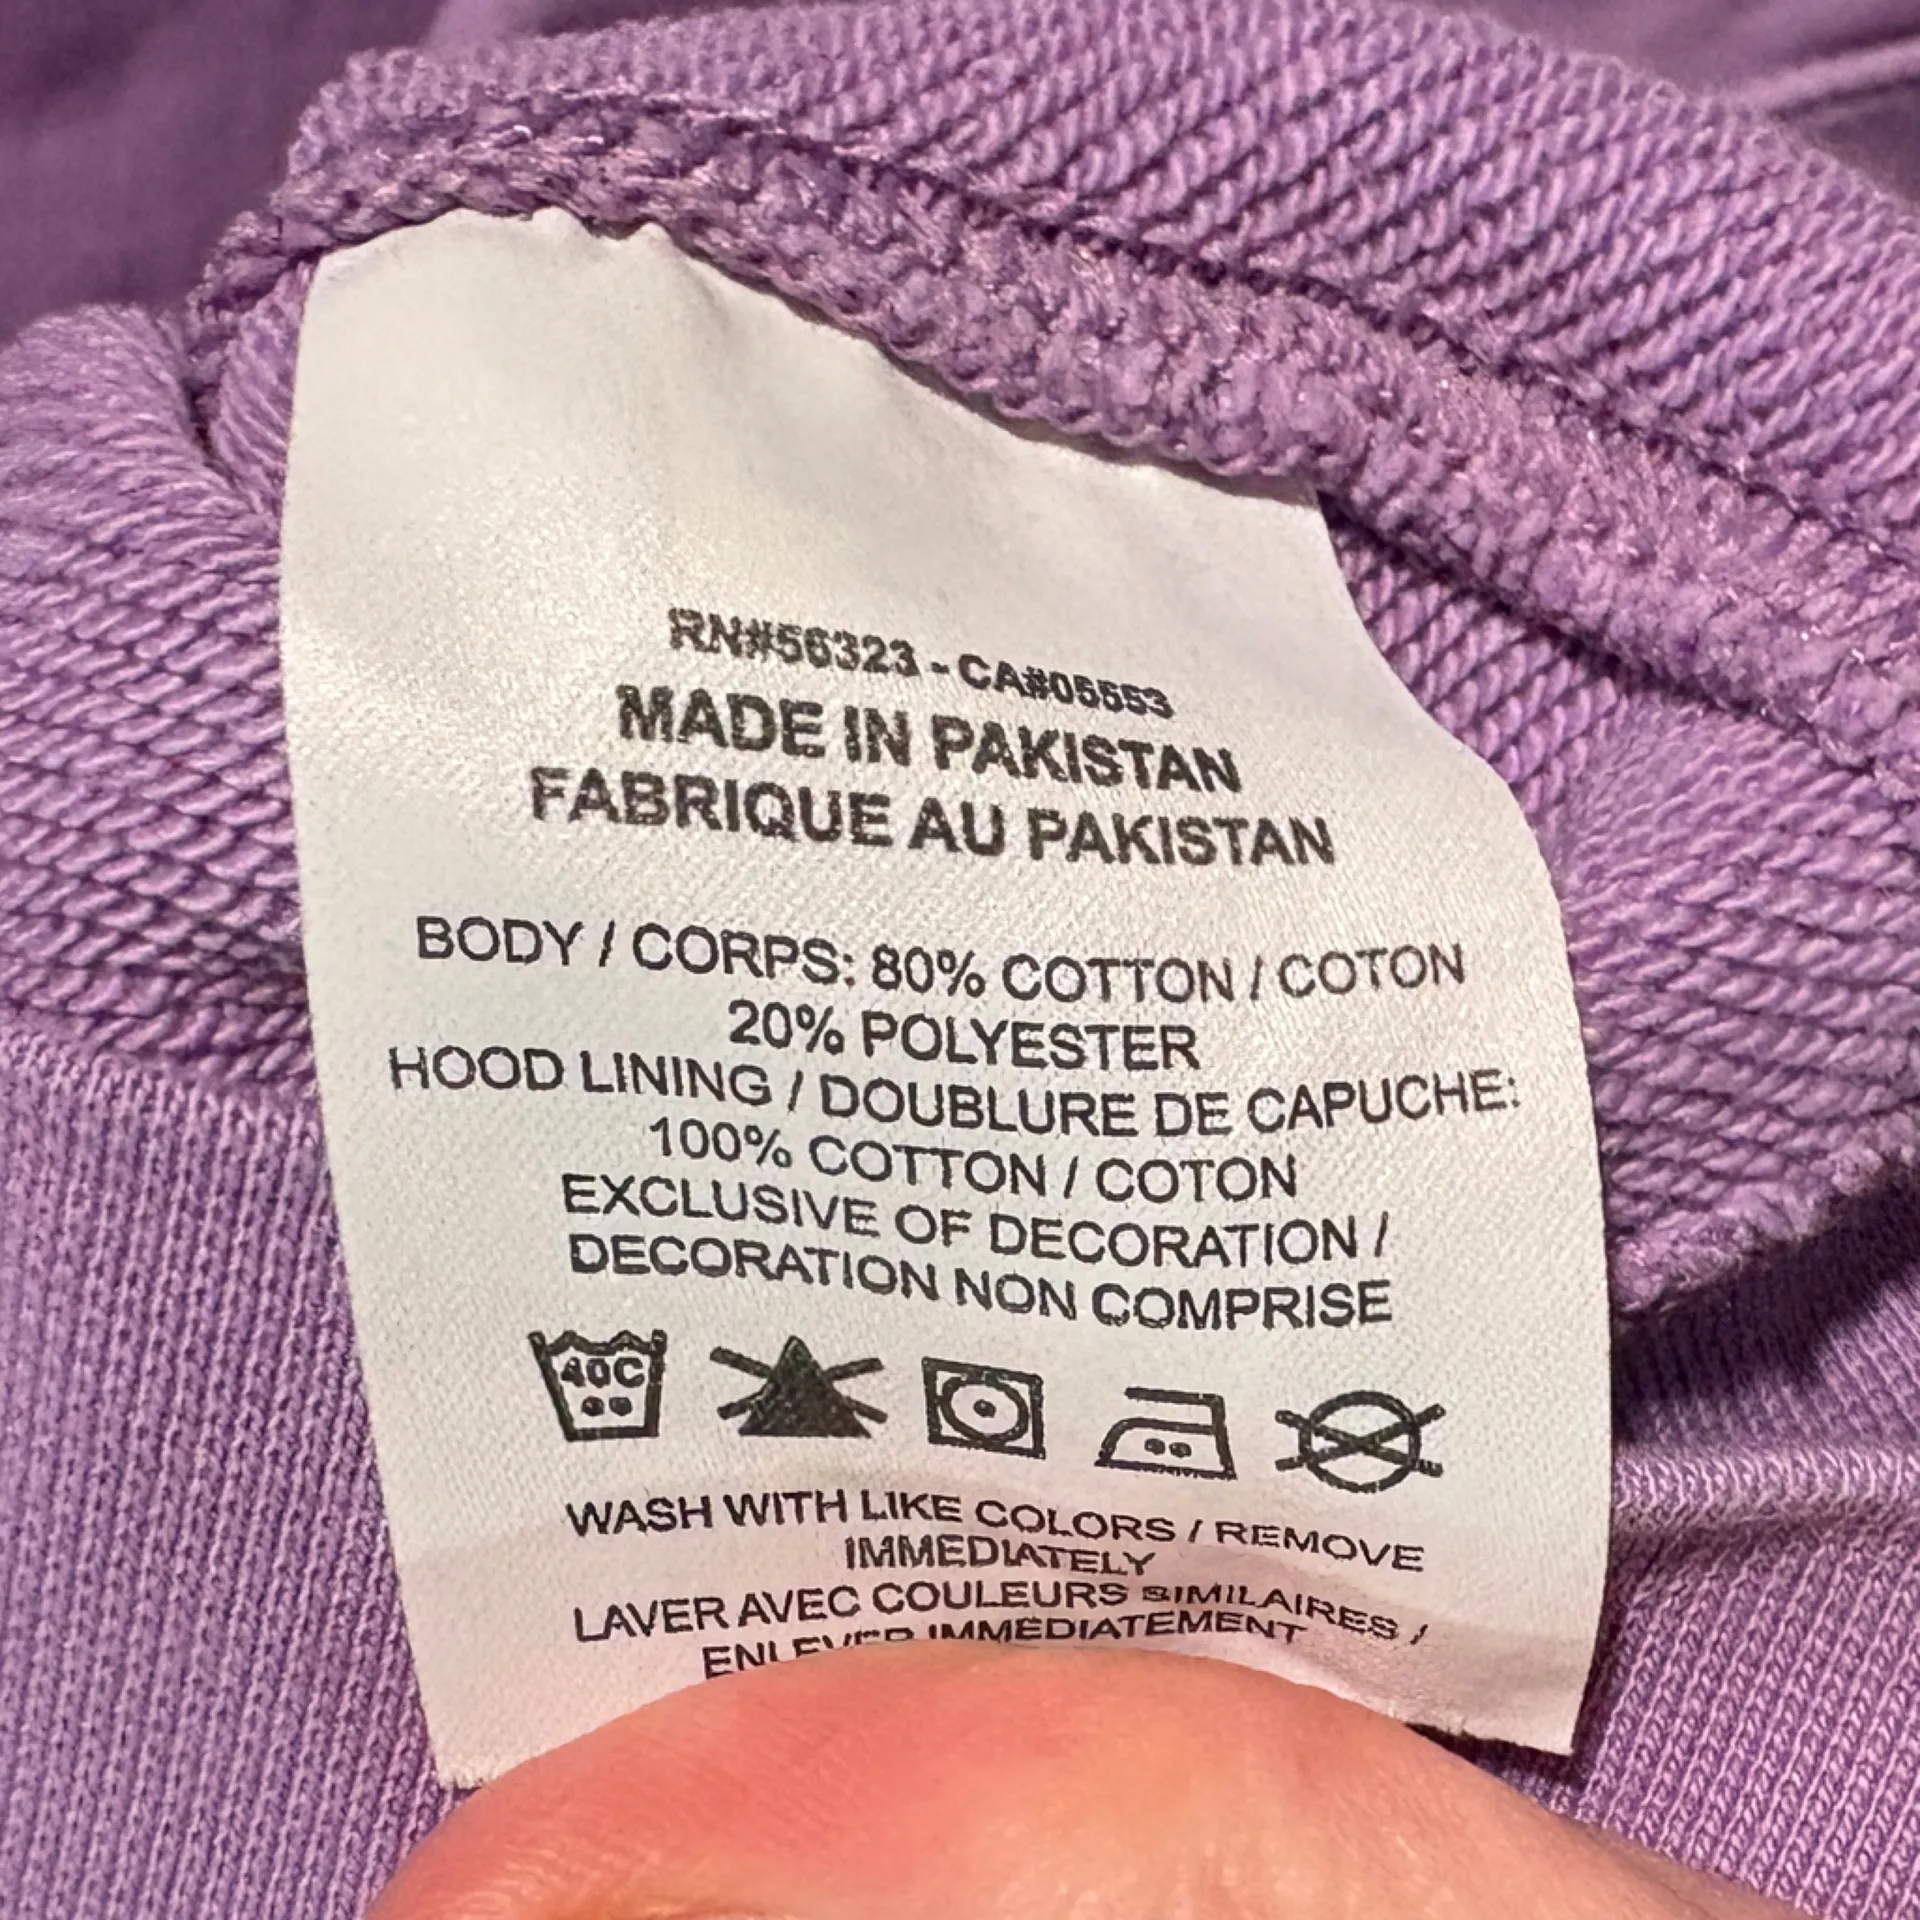 RN#56323 - CA#05553
MADE IN PAKISTAN
FABRIQUE AU PAKISTAN
BODY / CORPS: 80% COTTON / COTON
20% POLYESTER
HOOD LINING / DOUBLURE DE CAPUCHE:
100% COTTON / COTON
EXCLUSIVE OF DECORATION /
DECORATION NON COMPRISE
40C
WASH WITH LIKE COLORS / REMOVE
IMMEDIATELY
LAVER AVEC COULEURS SIMILAIRES /
ENLEVER IMMEDIATEMENT